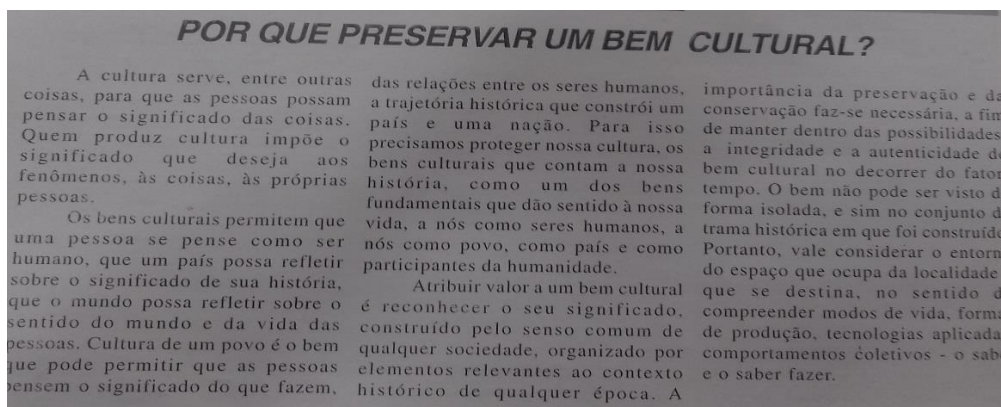 POR QUE PRESERVAR UM BEM CULTURAL?
A cultura serve, entre outras
coisas, para que as pessoas possam
pensar o significado das coisas.
Quem produz cultura impõe o
significado que deseja aos
fenômenos, às coisas, às próprias
pessoas.
Os bens culturais permitem que
uma pessoa se pense como ser
humano, que um país possa refletir
sobre o significado de sua história,
que o mundo possa refletir sobre o
sentido do mundo e da vida das
pessoas. Cultura de um povo é o bem
que pode permitir que as pessoas
pensem o significado do que fazem,
das relações entre os seres humanos,
a trajetória histórica que constrói um
país e uma nação. Para isso
precisamos proteger nossa cultura, os
bens culturais que contam a nossa
história, como um dos bens
fundamentais que dão sentido à nossa
vida, a nós como seres humanos, a
nós como povo, como país e como
participantes da humanidade.
Atribuir valor a um bem cultural
é reconhecer o seu significado,
construído pelo senso comum de
qualquer sociedade, organizado por
elementos relevantes ao contexto
histórico de qualquer época. A
importância da preservação e da
conservação faz-se necessária, a fim
de manter dentro das possibilidades
a integridade e a autenticidade do
bem cultural no decorrer do fator
tempo. O bem não pode ser visto d
forma isolada, e sim no conjunto d
trama histórica em que foi construído
Portanto, vale considerar o entorn
do espaço que ocupa da localidade
que se destina, no sentido d
compreender modos de vida, forma
de produção, tecnologias aplicada
comportamentos coletivos - o sabe
e o saber fazer.